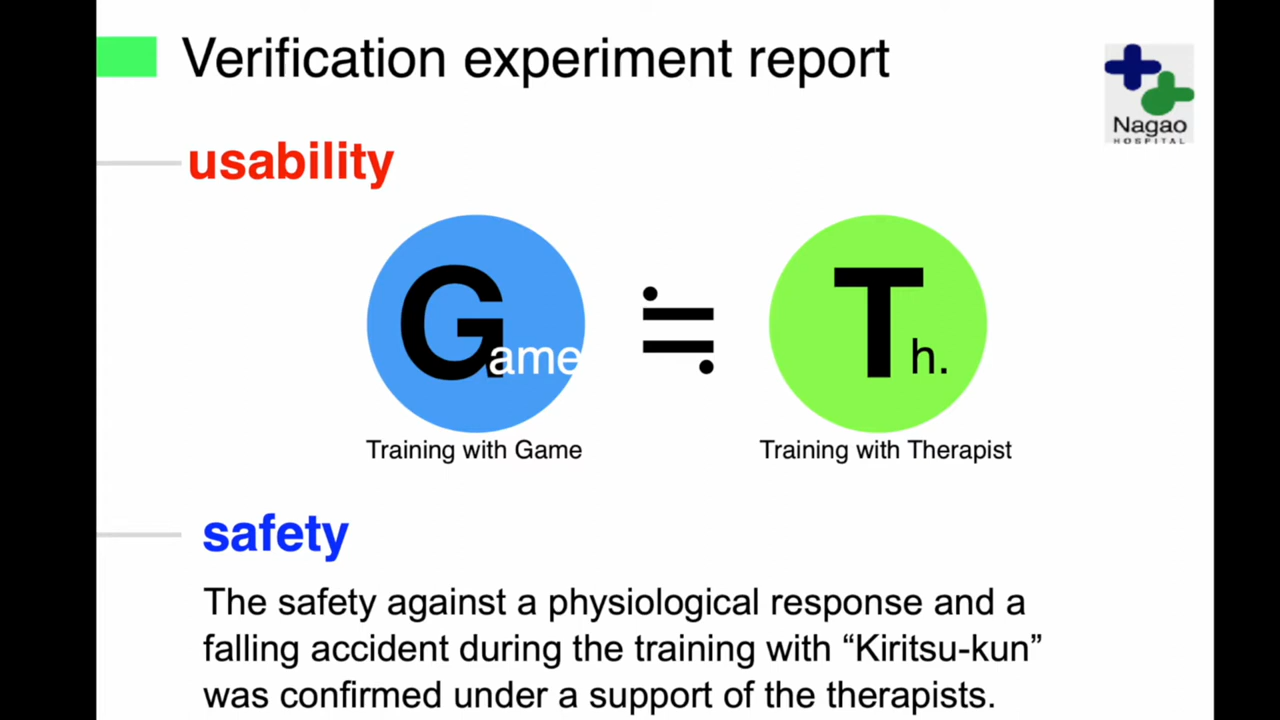 Verification experiment report
Nagao
HOSPITAL
usability
Game ≒ Th.
Training with Game Training with Therapist
safety
The safety against a physiological response and a
falling accident during the training with “Kiritsu-kun”
was confirmed under a support of the therapists.